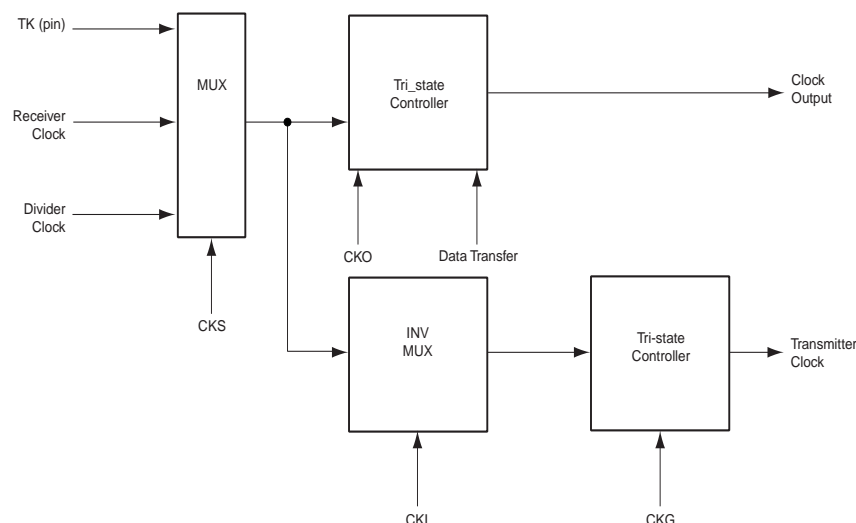 TK (pin)
MUX
Tri_state
Controller
Clock
Output
Receiver
Clock
Divider
Clock
CKO
Data Transfer
CKS
INV
MUX
Tri-state
Controller
Transmitter
Clock
CKI
CKG